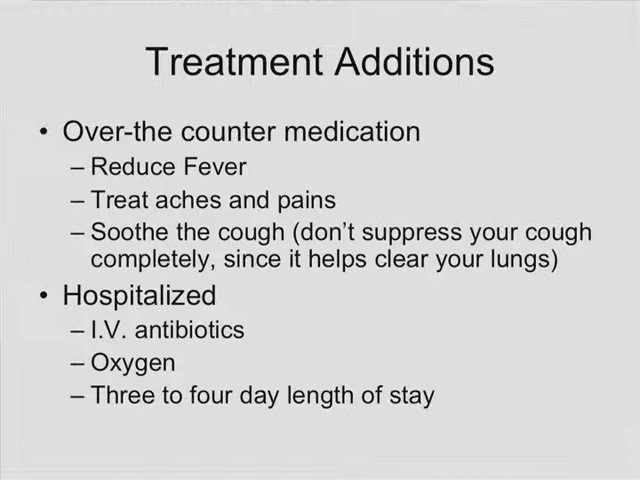 Treatment Additions
• Over-the counter medication
– Reduce Fever
– Treat aches and pains
– Soothe the cough (don't suppress your cough
completely, since it helps clear your lungs)
• Hospitalized
– I.V. antibiotics
– Oxygen
– Three to four day length of stay